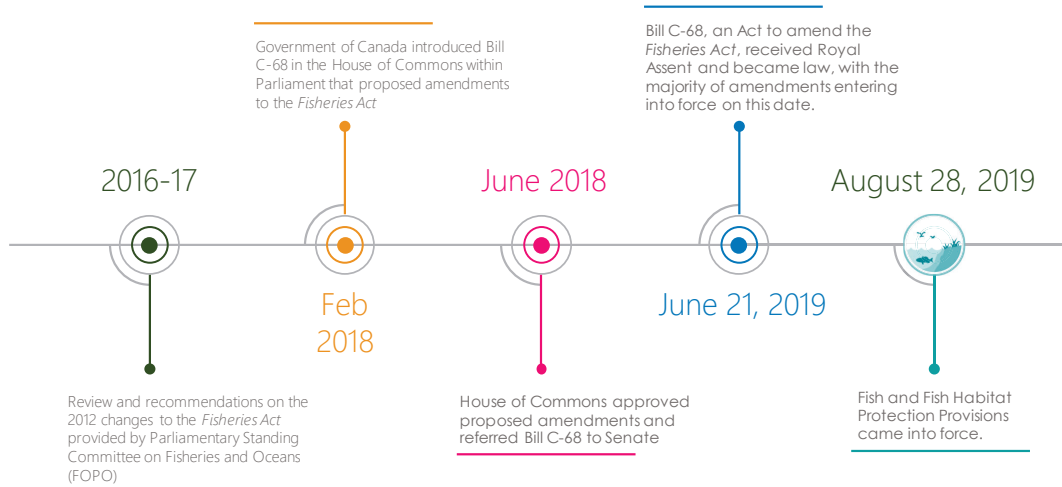 2016-17
Review and recommendations on the
2012 changes to the Fisheries Act
provided by Parliamentary Standing
Committee on Fisheries and Oceans
(FOPO)
Government of Canada introduced Bill
C-68 in the House of Commons within
Parliament that proposed amendments
to the Fisheries Act
Feb
2018
June 2018
House of Commons approved
proposed amendments and
referred Bill C-68 to Senate
Bill C-68, an Act to amend the
Fisheries Act, received Royal
Assent and became law, with the
majority of amendments entering
into force on this date.
June 21, 2019
August 28, 2019
Fish and Fish Habitat
Protection Provisions
came into force.